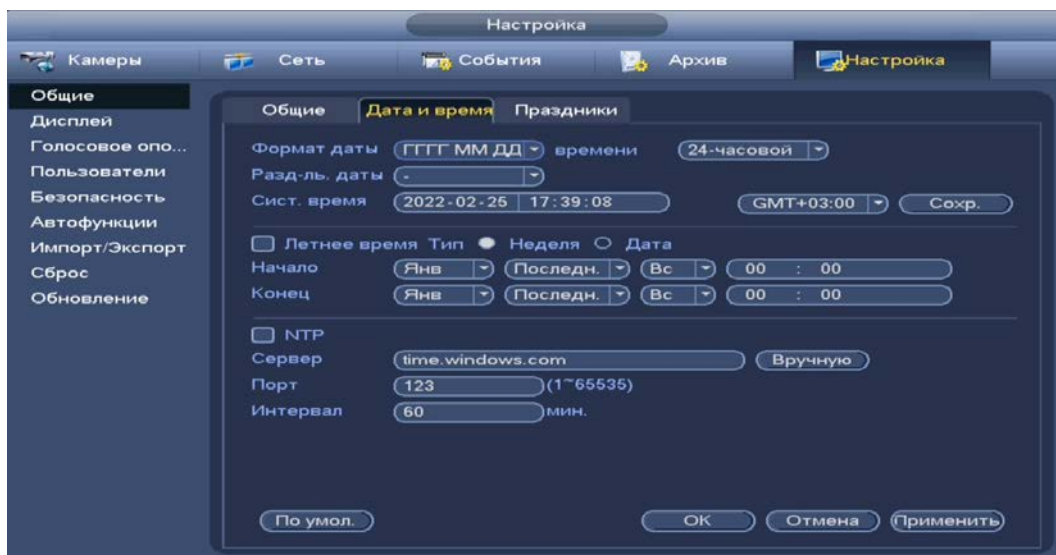 Настройка
Камеры Сеть События Архив Настройка
Общие
Дисплей
Голосовое опо...
Пользователи
Безопасность
Автофункции
Импорт/Экспорт
Сброс
Обновление
Общие Дата и время Праздники
Формат даты ГГГГ ММ ДД времени 24-часовой
Разд-ль. даты -
Сист. время 2022-02-25 17:39:08 GMT+03:00 Сохр.
Летнее время Тип Неделя Дата
Начало Янв Последн. Вс 00 : 00
Конец Янв Последн. Вс 00 : 00
NTP
Сервер time.windows.com Вручную
Порт 123 (1~65535)
Интервал 60 мин.
По умол. OK Отмена Применить